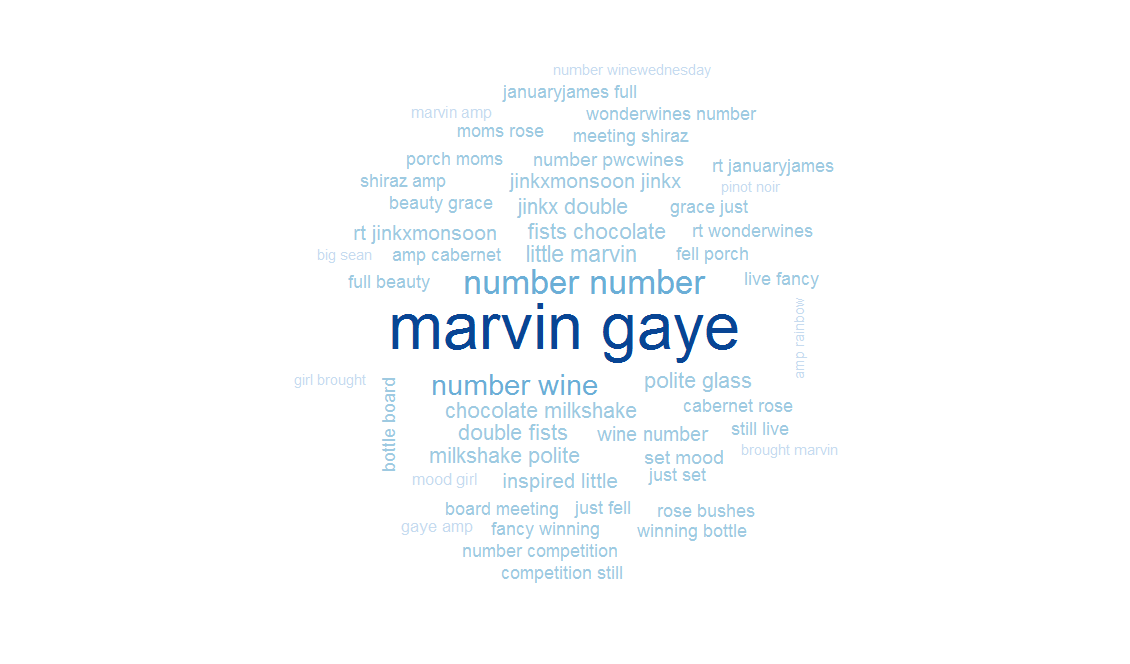 number winewednesday
januaryjames full
marvin amp
wonderwines number
moms rose
meeting shiraz
porch moms
number pwcwines
rt januaryjames
shiraz amp
jinkxmonsoon jinkx
pinot noir
beauty grace
jinkx double
grace just
rt jinkxmonsoon
fists chocolate
rt wonderwines
big sean
amp cabernet
little marvin
fell porch
full beauty
number number
live fancy
marvin gaye
amp rainbow
girl brought
bottle board
number wine
polite glass
chocolate milkshake
cabernet rose
double fists
wine number
still live
milkshake polite
set mood
brought marvin
mood girl
inspired little
just set
board meeting
just fell
rose bushes
gaye amp
fancy winning
winning bottle
number competition
competition still